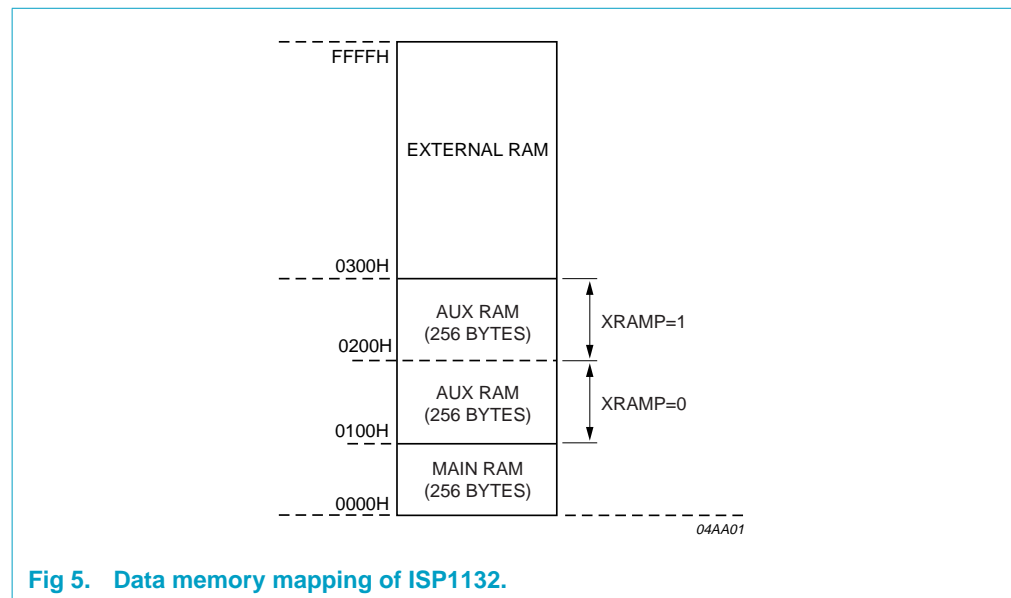 FFFFH
EXTERNAL RAM
0300H
AUX RAM
(256 BYTES)
XRAMP=1
0200H
AUX RAM
(256 BYTES)
XRAMP=0
0100H
MAIN RAM
(256 BYTES)
0000H
04AA01
Fig 5. Data memory mapping of ISP1132.